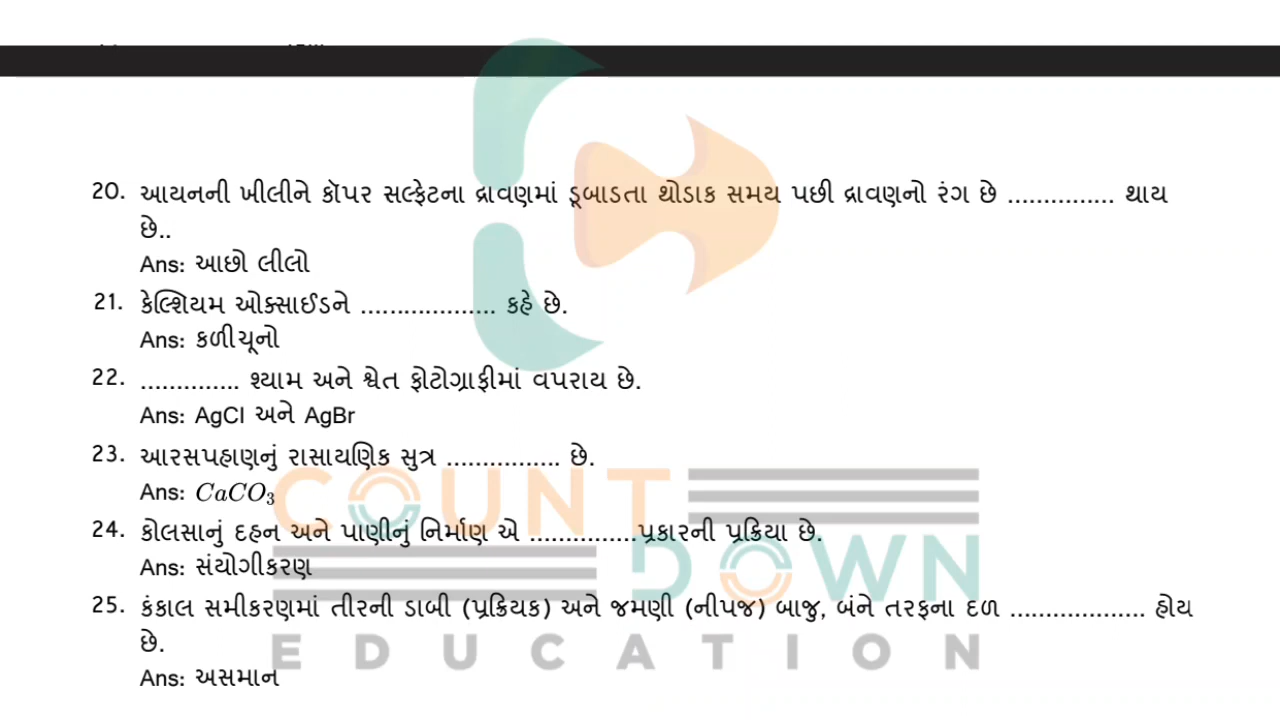 20. આયનની ખીલીને કૉપર સલ્ફેટના દ્રાવણમાં ડૂબાડતા થોડાક સમય પછી દ્રાવણનો રંગ છે ............... થાય
છે..
Ans: આછો લીલો
21. કેલ્શિયમ ઓક્સાઈડને ................... કહે છે.
Ans: કળીચૂનો
22. .............. શ્યામ અને શ્વેત ફોટોગ્રાફીમાં વપરાય છે.
Ans: AgCl અને AgBr
23. આરસપહાણનું રાસાયણિક સુત્ર ................ છે.
Ans: CaCO₃
24. કોલસાનું દહન અને પાણીનું નિર્માણ એ ...............પ્રકારની પ્રક્રિયા છે.
Ans: સંયોગીકરણ
25. કંકાલ સમીકરણમાં તીરની ડાબી (પ્રક્રિયક) અને જમણી (નીપજ) બાજુ, બંને તરફના દળ ................... હોય
છે.
Ans: અસમાન
COUNT
DOWN
EDUCATION